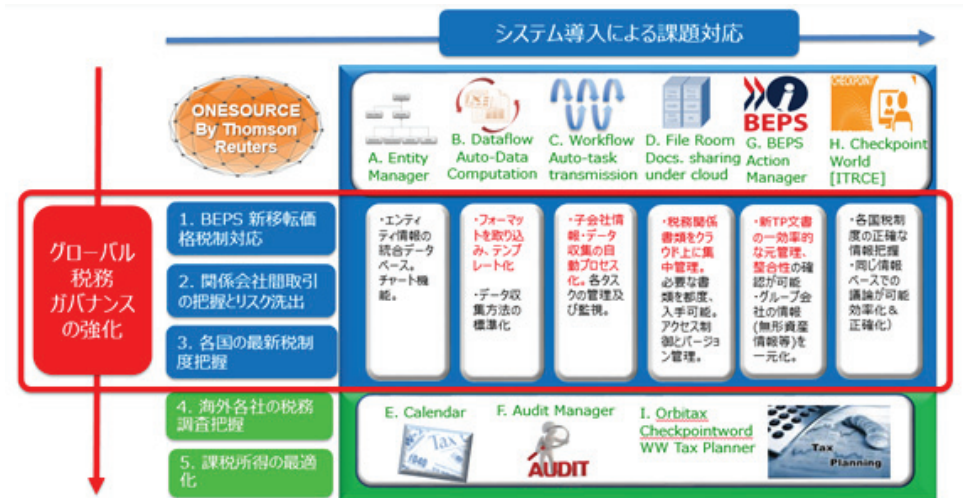 システム導入による課題対応
ONESOURCE
By Thomson
Reuters
A. Entity
Manager
B. Dataflow
Auto-Data
Computation
C. Workflow
Auto-task
transmission
D. File Room
Docs. sharing
under cloud
BEPS
G. BEPS
Action
Manager
CHECKPOINT
H. Checkpoint
World
[ITRCE]
グローバル
税務
ガバナンス
の強化
1. BEPS 新移転価
格税制対応
2. 関係会社間取引
の把握とリスク洗出
3. 各国の最新税制
度把握
・エンティ
ティ情報の
統合データ
ベース。
チャート機
能。
・フォーマッ
トを取り込
み、テンプ
レート化
・データ収
集方法の
標準化
・子会社情
報・データ
収集の自
動プロセス
化。各タス
クの管理及
び監視。
・税務関係
書類をクラ
ウド上に集
中管理。
必要な書
類を都度、
入手可能。
アクセス制
御とバージョ
ン管理。
・新TP文書
の一効率的
な元管理、
整合性の確
認が可能
・グループ会
社の情報
(無形資産
情報等)を
一元化。
・各国税制
度の正確な
情報把握
・同じ情報
ベースでの
議論が可能
効率化&
正確化）
4. 海外各社の税務
調査把握
5. 課税所得の最適
化
E. Calendar
Tax
1040
F. Audit Manager
AUDIT
I. Orbitax
Checkpointword
WW Tax Planner
Tax
Planning